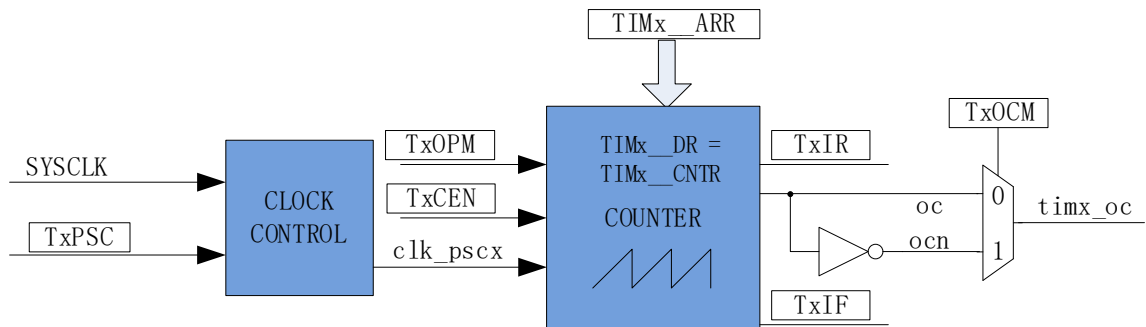 TIMx__ARR
SYSCLK
TxPSC
CLOCK
CONTROL
TxOPM
TxCEN
clk_pscx
TIMx__DR =
TIMx__CNTR
COUNTER
TxIR
oc
ocn
TxIF
TxOCM
0
1
timx_oc